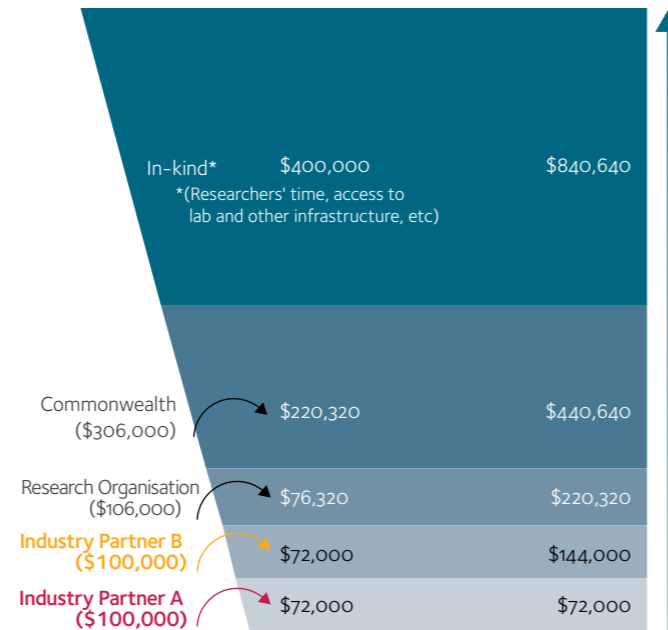 In-kind* $400,000 $840,640
*(Researchers' time, access to
lab and other infrastructure, etc)
Commonwealth
($306,000)
$220,320 $440,640
Research Organisation
($106,000)
$76,320 $220,320
Industry Partner B
($100,000)
$72,000 $144,000
Industry Partner A
($100,000)
$72,000 $72,000